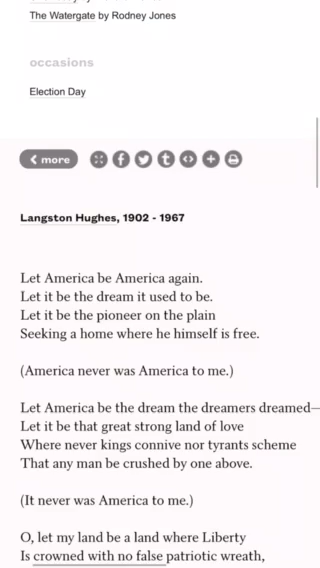 The Watergate by Rodney Jones
occasions
Election Day
more
Langston Hughes, 1902 - 1967
Let America be America again.
Let it be the dream it used to be.
Let it be the pioneer on the plain
Seeking a home where he himself is free.
(America never was America to me.)
Let America be the dream the dreamers dreamed—
Let it be that great strong land of love
Where never kings connive nor tyrants scheme
That any man be crushed by one above.
(It never was America to me.)
O, let my land be a land where Liberty
Is crowned with no false patriotic wreath,